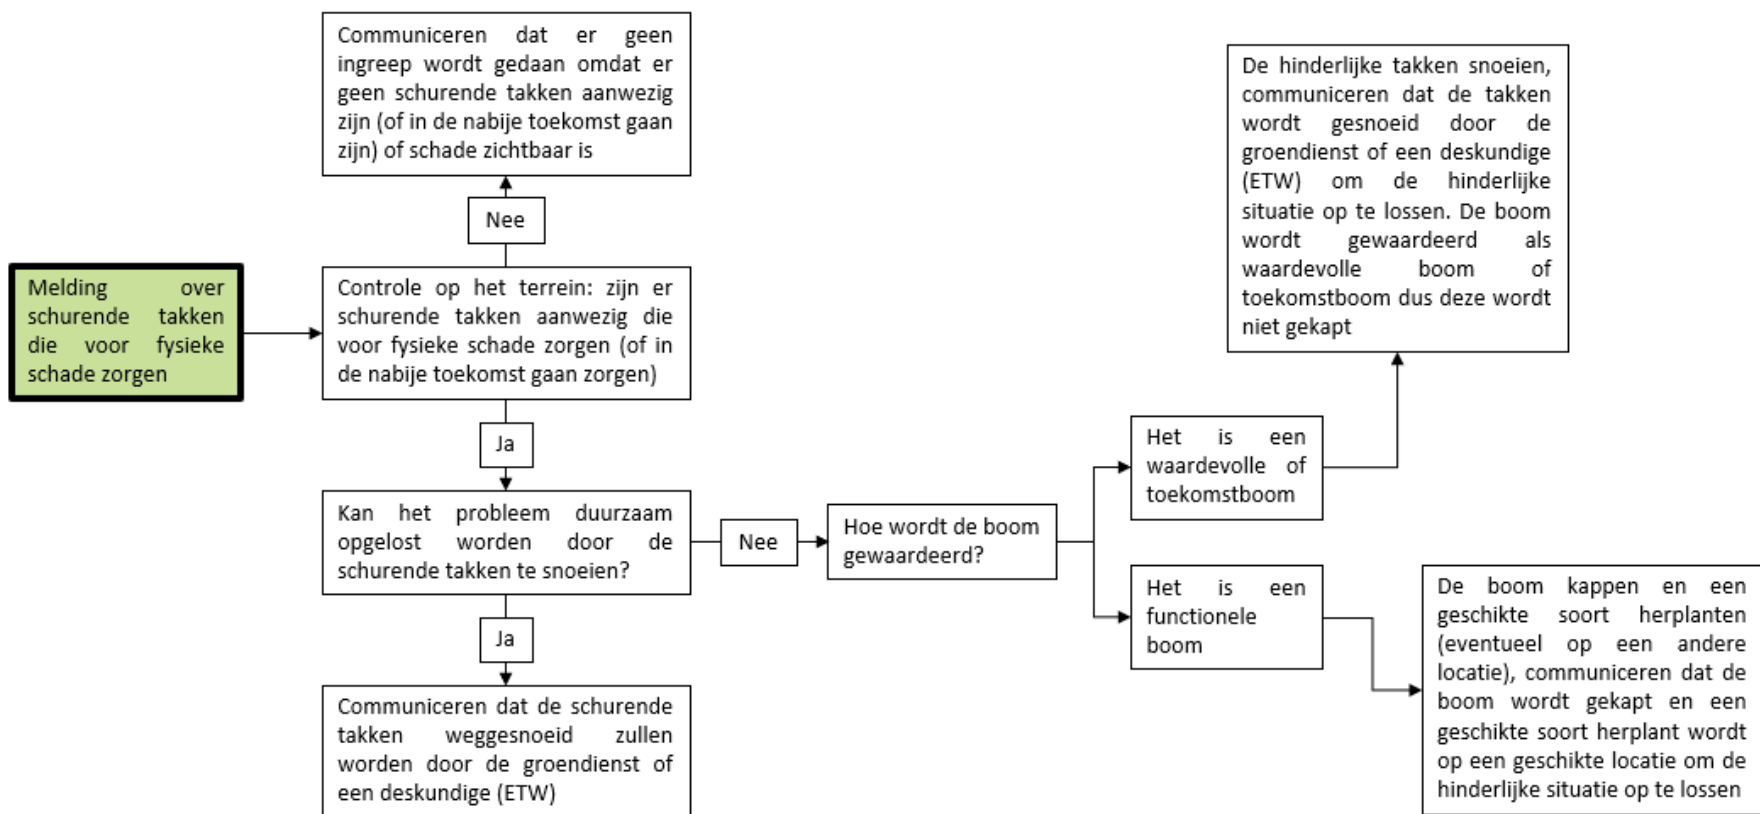 Communiceren dat er geen
ingreep wordt gedaan omdat er
geen schurende takken aanwezig
zijn (of in de nabije toekomst gaan
zijn) of schade zichtbaar is
Nee
Melding over
schurende takken
die voor fysieke
schade zorgen
Controle op het terrein: zijn er
schurende takken aanwezig die
voor fysieke schade zorgen (of in
de nabije toekomst gaan zorgen)
Ja
Kan het probleem duurzaam
opgelost worden door de
schurende takken te snoeien?
Ja
Communiceren dat de schurende
takken weggesnoeid zullen
worden door de groendienst of
een deskundige (ETW)
Nee
Hoe wordt de boom
gewaardeerd?
Het is een
waardevolle of
toekomstboom
De hinderlijke takken snoeien,
communiceren dat de takken
wordt gesnoeid door de
groendienst of een deskundige
(ETW) om de hinderlijke
situatie op te lossen. De boom
wordt gewaardeerd als
waardevolle boom of
toekomstboom dus deze wordt
niet gekapt
Het is een
functionele
boom
De boom kappen en een
geschikte soort herplanten
(eventueel op een andere
locatie), communiceren dat de
boom wordt gekapt en een
geschikte soort herplant wordt
op een geschikte locatie om de
hinderlijke situatie op te lossen